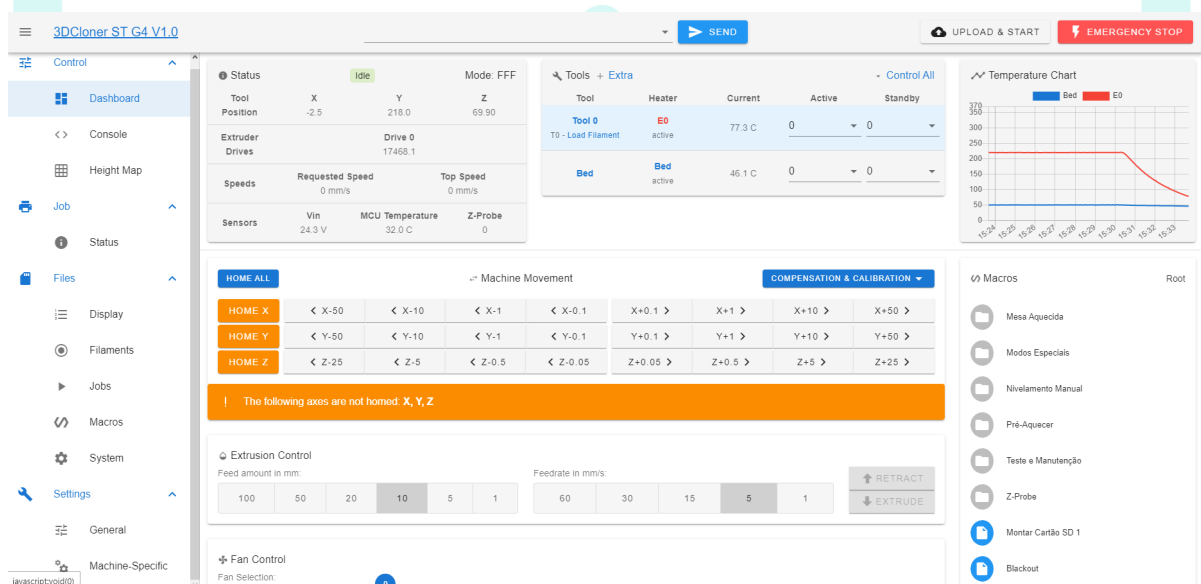 3DCloner ST G4 V1.0
SEND
UPLOAD & START
EMERGENCY STOP
Control
Dashboard
Console
Height Map
Job
Status
Files
Display
Filaments
Jobs
Macros
System
Settings
General
Machine-Specific
javascript:void(0)
Status Idle Mode: FFF
Tool Position X Y Z
-2.5 218.0 69.90
Extruder Drives Drive 0
17468.1
Speeds Requested Speed Top Speed
0 mm/s 0 mm/s
Sensors Vin MCU Temperature Z-Probe
24.3 V 32.0 C 0
Tools + Extra Control All
Tool Heater Current Active Standby
Tool 0 E0 77.3 C 0 0
T0 - Load Filament active
Bed Bed 46.1 C 0 0
active
Temperature Chart
Bed E0
370
350
300
250
200
150
100
50
0
15:24 15:25 15:26 15:27 15:28 15:29 15:30 15:31 15:32 15:33
HOME ALL Machine Movement COMPENSATION & CALIBRATION
HOME X X-50 X-10 X-1 X-0.1 X+0.1 X+1 X+10 X+50
HOME Y Y-50 Y-10 Y-1 Y-0.1 Y+0.1 Y+1 Y+10 Y+50
HOME Z Z-25 Z-5 Z-0.5 Z-0.05 Z+0.05 Z+0.5 Z+5 Z+25
! The following axes are not homed: X, Y, Z
Extrusion Control
Feed amount in mm: Feedrate in mm/s:
100 50 20 10 5 1 60 30 15 5 1
RETRACT
EXTRUDE
Fan Control
Fan Selection:
Macros Root
Mesa Aquecida
Modos Especiais
Nivelamento Manual
Pré-Aquecer
Teste e Manutenção
Z-Probe
Montar Cartão SD 1
Blackout